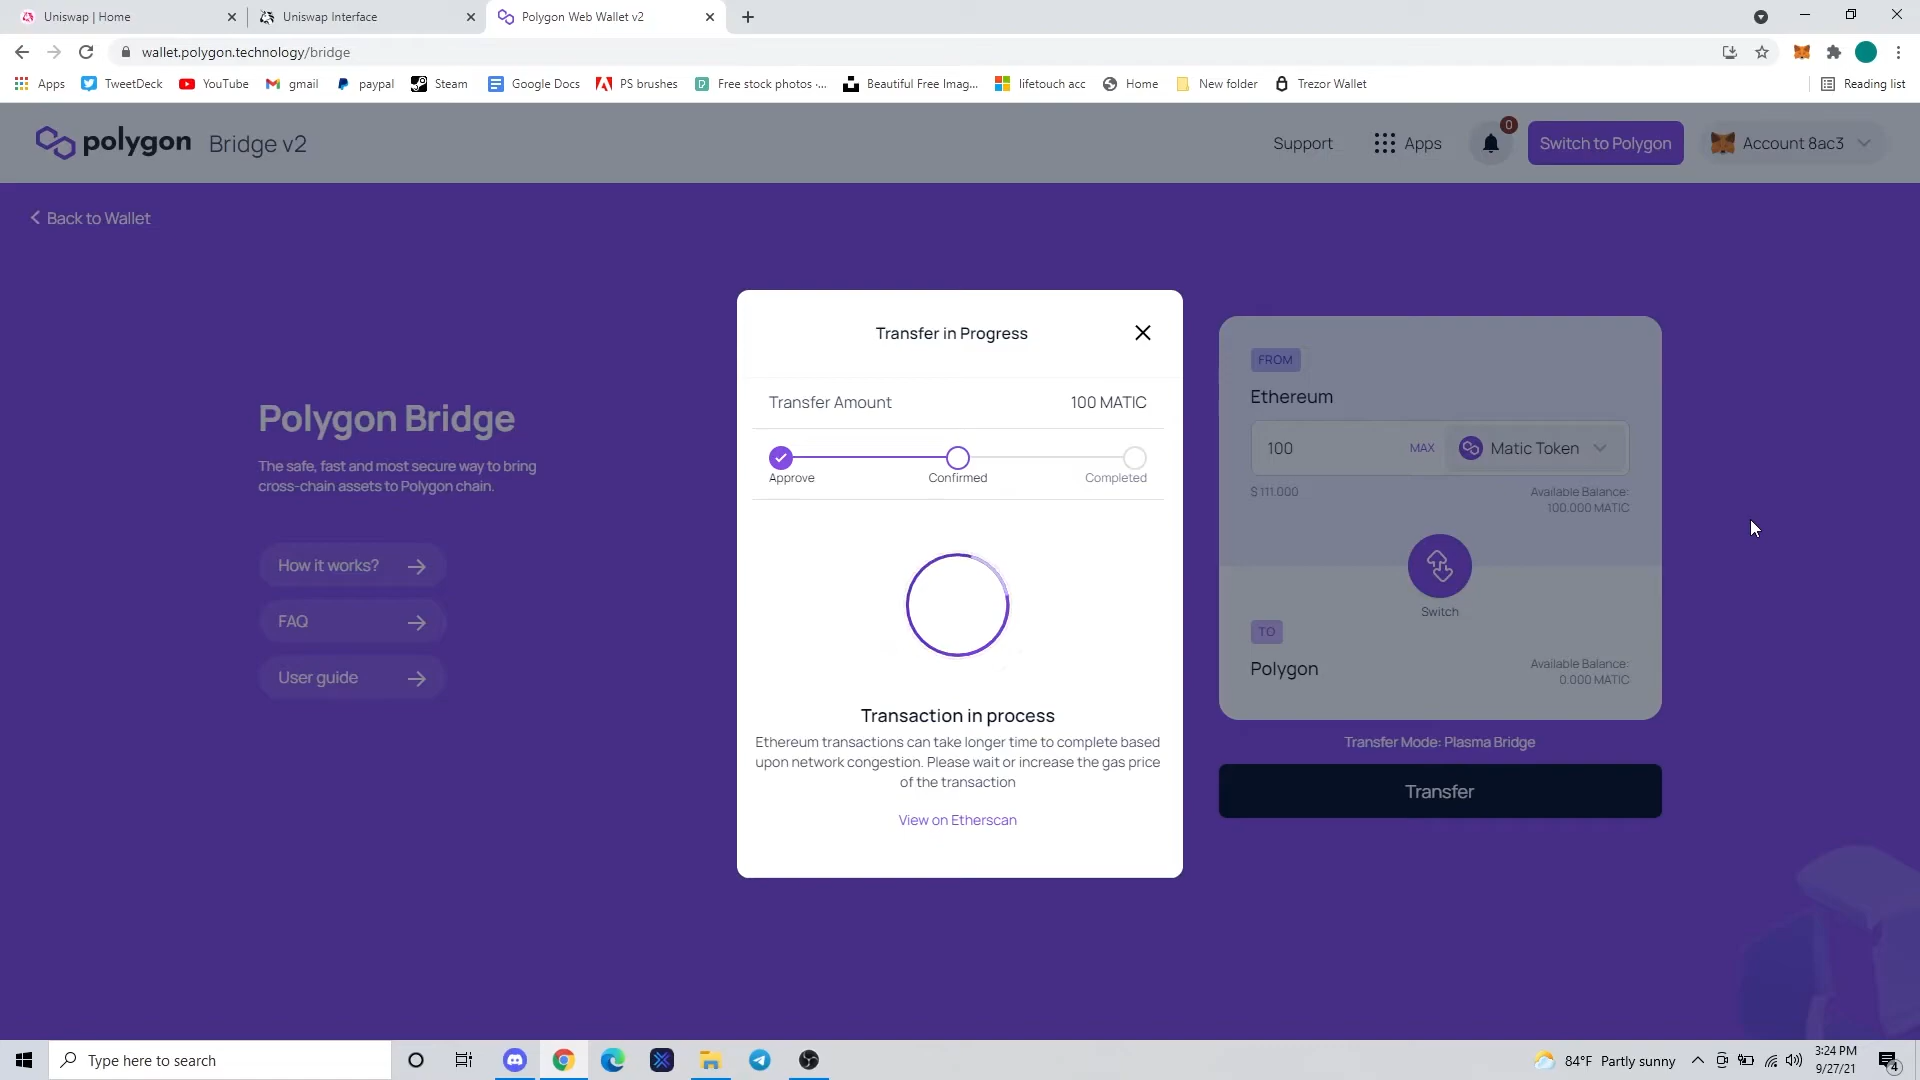 Uniswap | Home
Uniswap Interface
Polygon Web Wallet v2
wallet.polygon.technology/bridge
Apps
TweetDeck
YouTube
gmail
paypal
Steam
Google Docs
PS brushes
Free stock photos ·...
Beautiful Free Imag...
lifetouch acc
Home
New folder
Trezor Wallet
Reading list
polygon
Bridge v2
Support
Apps
0
Switch to Polygon
Account 8ac3
Back to Wallet
Polygon Bridge
The safe, fast and most secure way to bring
cross-chain assets to Polygon chain.
How it works?
FAQ
User guide
Transfer in Progress
Transfer Amount
100 MATIC
Approve
Confirmed
Completed
Transaction in process
Ethereum transactions can take longer time to complete based
upon network congestion. Please wait or increase the gas price
of the transaction
View on Etherscan
FROM
Ethereum
100
MAX
Matic Token
$ 111.000
Available Balance:
100.000 MATIC
Switch
TO
Polygon
Available Balance:
0.000 MATIC
Transfer Mode: Plasma Bridge
Transfer
Type here to search
84°F Partly sunny
3:24 PM
9/27/21
4